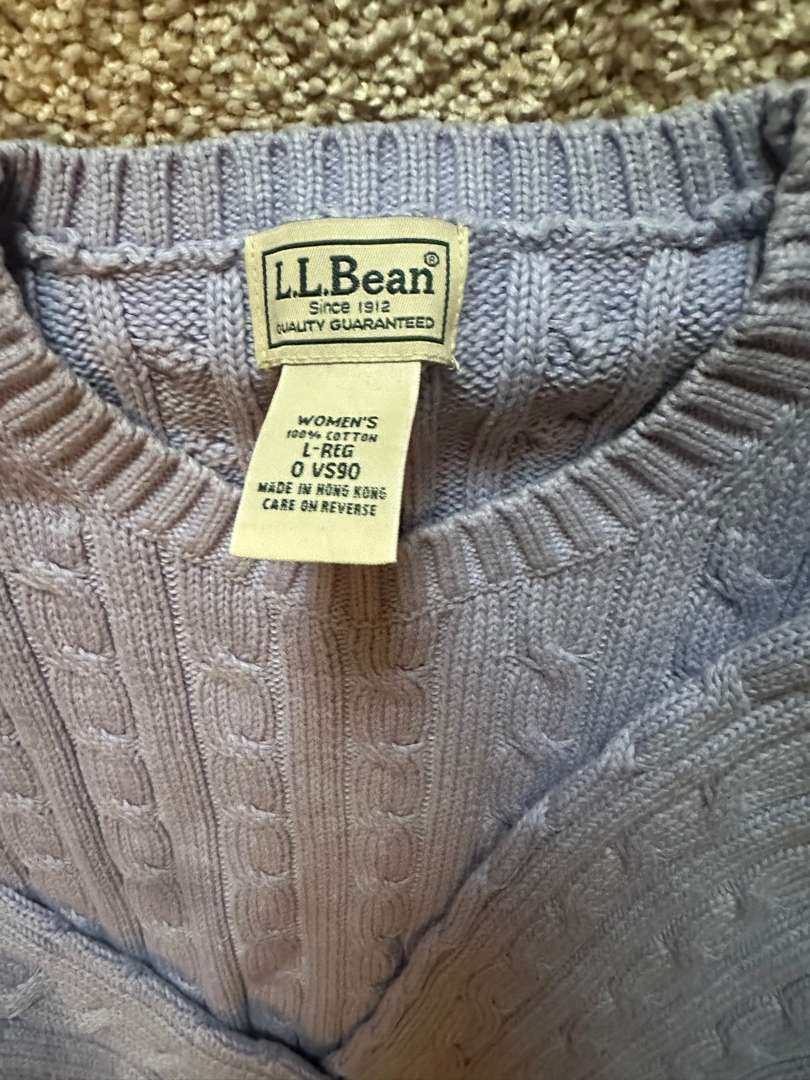 L.L.Bean®
Since 1912
QUALITY GUARANTEED
WOMEN'S
100% COTTON
L-REG
0 VS90
MADE IN HONG KONG
CARE ON REVERSE